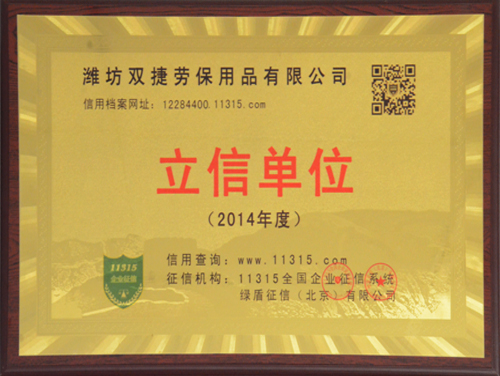 潍坊双捷劳保用品有限公司
信用档案网址：12284400.11315.com
立信单位
（2014年度）
信用查询：www.11315.com
征信机构：11315全国企业征信系统
绿盾征信（北京）有限公司
11315
企业征信